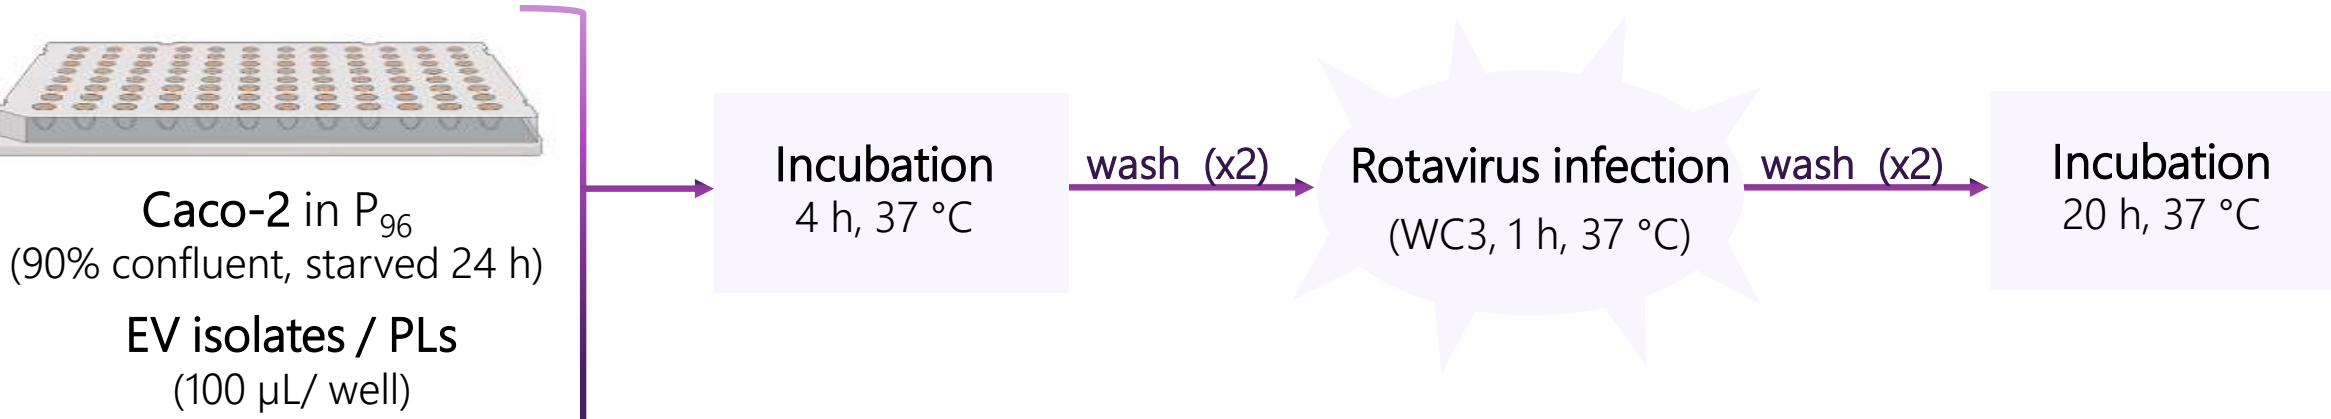 Caco-2 in P96
(90% confluent, starved 24 h)
EV isolates / PLs
(100 µL/ well)
Incubation
4 h, 37 °C
wash (x2)
Rotavirus infection
(WC3, 1 h, 37 °C)
wash (x2)
Incubation
20 h, 37 °C